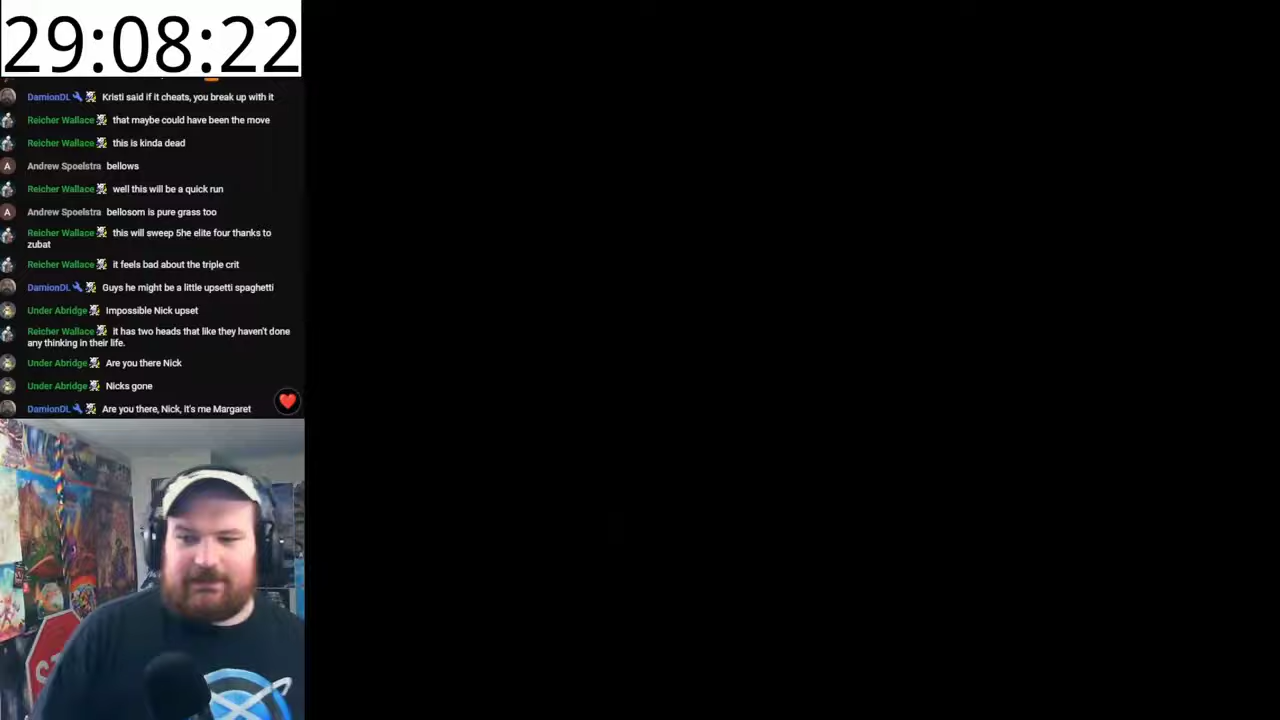 29:08:22
DamionDL Kristi said if it cheats, you break up with it
Reicher Wallace that maybe could have been the move
Reicher Wallace this is kinda dead
A Andrew Spoelstra bellows
Reicher Wallace well this will be a quick run
A Andrew Spoelstra bellosom is pure grass too
Reicher Wallace this will sweep 5he elite four thanks to
zubat
Reicher Wallace it feels bad about the triple crit
DamionDL Guys he might be a little upsetti spaghetti
Under Abridge Impossible Nick upset
Reicher Wallace it has two heads that like they haven't done
any thinking in their life.
Under Abridge Are you there Nick
Under Abridge Nicks gone
DamionDL Are you there, Nick, it's me Margaret